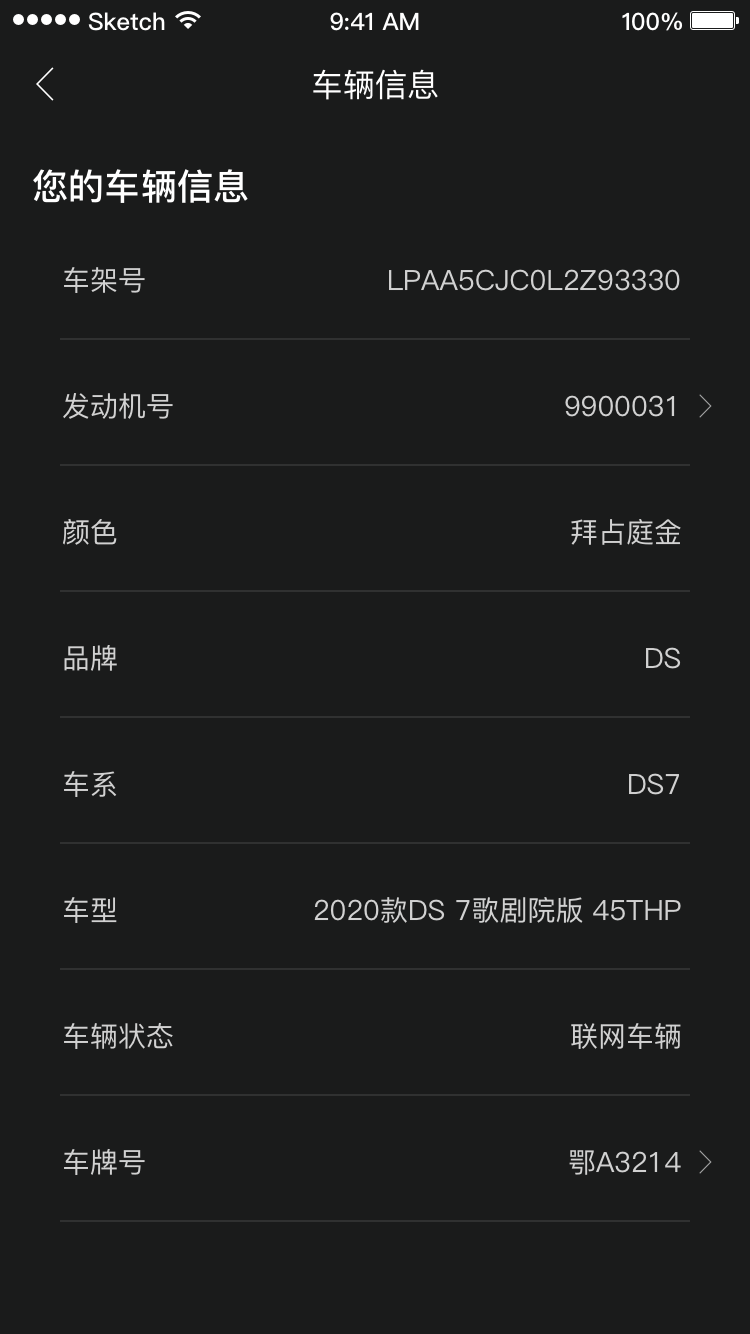 Sketch 9:41 AM 100%
车辆信息
您的车辆信息
车架号 LPAA5CJC0L2Z93330
发动机号 9900031
颜色 拜占庭金
品牌 DS
车系 DS7
车型 2020款DS 7歌剧院版 45THP
车辆状态 联网车辆
车牌号 鄂A3214